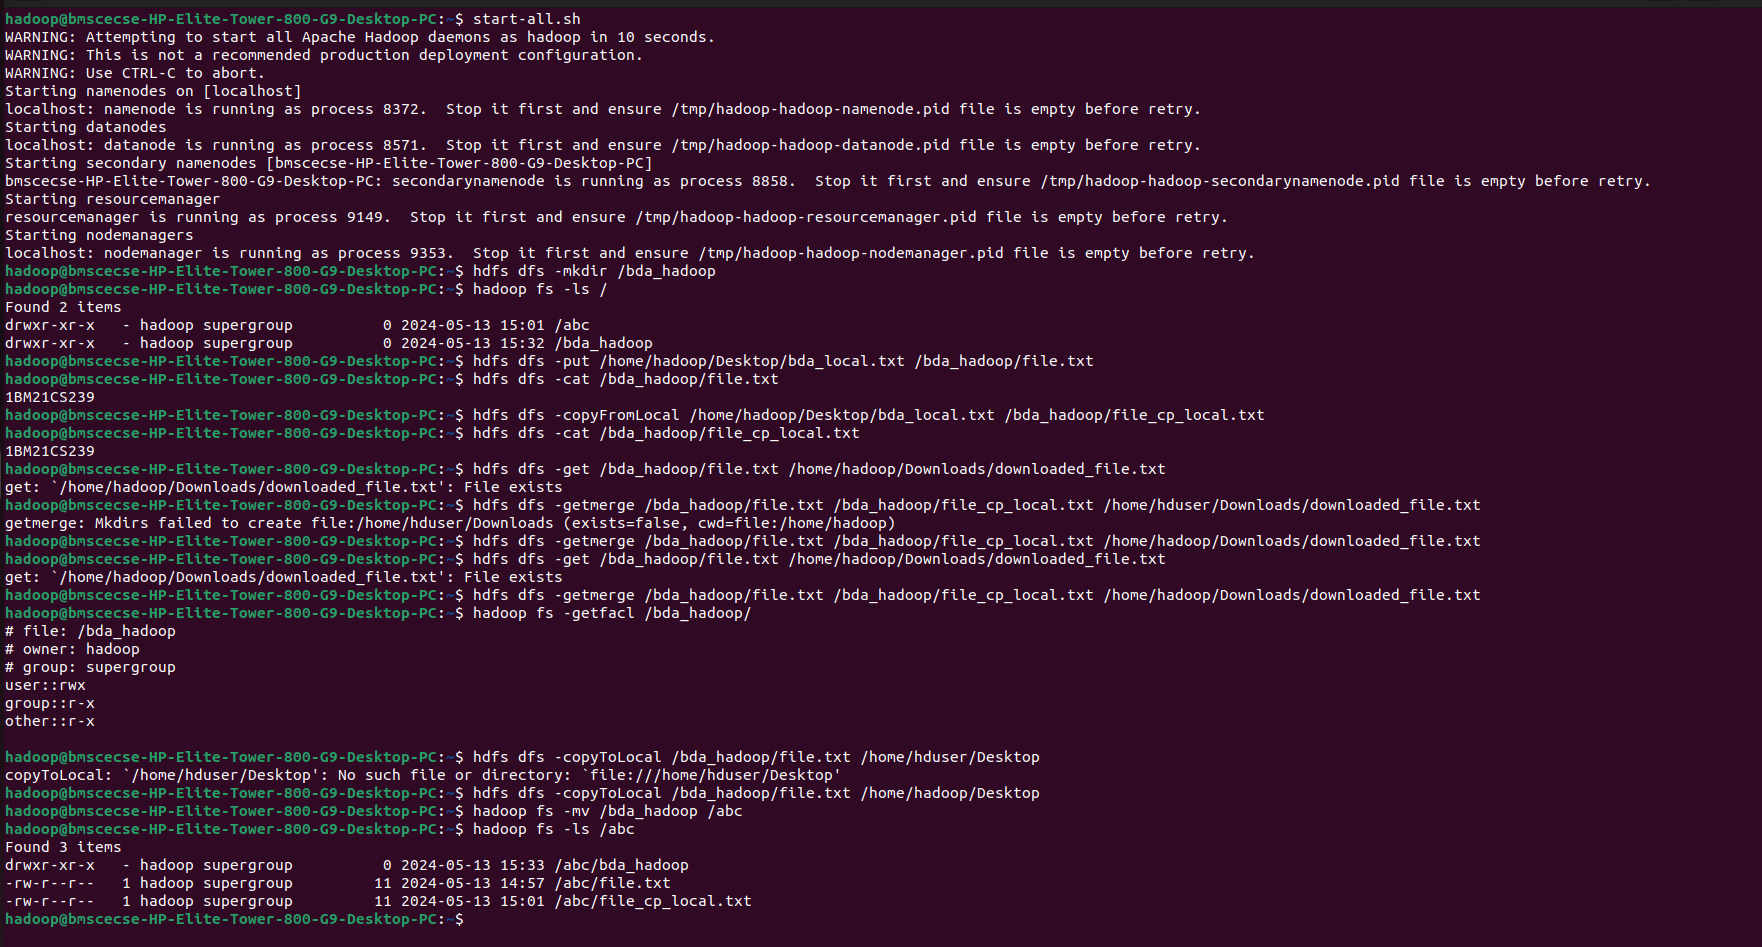 hadoop@bmscecse-HP-Elite-Tower-800-G9-Desktop-PC:~$ start-all.sh
WARNING: Attempting to start all Apache Hadoop daemons as hadoop in 10 seconds.
WARNING: This is not a recommended production deployment configuration.
WARNING: Use CTRL-C to abort.
Starting namenodes on [localhost]
localhost: namenode is running as process 8372.  Stop it first and ensure /tmp/hadoop-hadoop-namenode.pid file is empty before retry.
Starting datanodes
localhost: datanode is running as process 8571.  Stop it first and ensure /tmp/hadoop-hadoop-datanode.pid file is empty before retry.
Starting secondary namenodes [bmscecse-HP-Elite-Tower-800-G9-Desktop-PC]
bmscecse-HP-Elite-Tower-800-G9-Desktop-PC: secondarynamenode is running as process 8858.  Stop it first and ensure /tmp/hadoop-hadoop-secondarynamenode.pid file is empty before retry.
Starting resourcemanager
resourcemanager is running as process 9149.  Stop it first and ensure /tmp/hadoop-hadoop-resourcemanager.pid file is empty before retry.
Starting nodemanagers
localhost: nodemanager is running as process 9353.  Stop it first and ensure /tmp/hadoop-hadoop-nodemanager.pid file is empty before retry.
hadoop@bmscecse-HP-Elite-Tower-800-G9-Desktop-PC:~$ hdfs dfs -mkdir /bda_hadoop
hadoop@bmscecse-HP-Elite-Tower-800-G9-Desktop-PC:~$ hadoop fs -ls /
Found 2 items
drwxr-xr-x   - hadoop supergroup          0 2024-05-13 15:01 /abc
drwxr-xr-x   - hadoop supergroup          0 2024-05-13 15:32 /bda_hadoop
hadoop@bmscecse-HP-Elite-Tower-800-G9-Desktop-PC:~$ hdfs dfs -put /home/hadoop/Desktop/bda_local.txt /bda_hadoop/file.txt
hadoop@bmscecse-HP-Elite-Tower-800-G9-Desktop-PC:~$ hdfs dfs -cat /bda_hadoop/file.txt
1BM21CS239
hadoop@bmscecse-HP-Elite-Tower-800-G9-Desktop-PC:~$ hdfs dfs -copyFromLocal /home/hadoop/Desktop/bda_local.txt /bda_hadoop/file_cp_local.txt
hadoop@bmscecse-HP-Elite-Tower-800-G9-Desktop-PC:~$ hdfs dfs -cat /bda_hadoop/file_cp_local.txt
1BM21CS239
hadoop@bmscecse-HP-Elite-Tower-800-G9-Desktop-PC:~$ hdfs dfs -get /bda_hadoop/file.txt /home/hadoop/Downloads/downloaded_file.txt
get: `/home/hadoop/Downloads/downloaded_file.txt': File exists
hadoop@bmscecse-HP-Elite-Tower-800-G9-Desktop-PC:~$ hdfs dfs -getmerge /bda_hadoop/file.txt /bda_hadoop/file_cp_local.txt /home/hduser/Downloads/downloaded_file.txt
getmerge: Mkdirs failed to create file:/home/hduser/Downloads (exists=false, cwd=file:/home/hadoop)
hadoop@bmscecse-HP-Elite-Tower-800-G9-Desktop-PC:~$ hdfs dfs -getmerge /bda_hadoop/file.txt /bda_hadoop/file_cp_local.txt /home/hadoop/Downloads/downloaded_file.txt
hadoop@bmscecse-HP-Elite-Tower-800-G9-Desktop-PC:~$ hdfs dfs -get /bda_hadoop/file.txt /home/hadoop/Downloads/downloaded_file.txt
get: `/home/hadoop/Downloads/downloaded_file.txt': File exists
hadoop@bmscecse-HP-Elite-Tower-800-G9-Desktop-PC:~$ hdfs dfs -getmerge /bda_hadoop/file.txt /bda_hadoop/file_cp_local.txt /home/hadoop/Downloads/downloaded_file.txt
hadoop@bmscecse-HP-Elite-Tower-800-G9-Desktop-PC:~$ hadoop fs -getfacl /bda_hadoop/
# file: /bda_hadoop
# owner: hadoop
# group: supergroup
user::rwx
group::r-x
other::r-x
hadoop@bmscecse-HP-Elite-Tower-800-G9-Desktop-PC:~$ hdfs dfs -copyToLocal /bda_hadoop/file.txt /home/hduser/Desktop
copyToLocal: `/home/hduser/Desktop': No such file or directory: `file:///home/hduser/Desktop'
hadoop@bmscecse-HP-Elite-Tower-800-G9-Desktop-PC:~$ hdfs dfs -copyToLocal /bda_hadoop/file.txt /home/hadoop/Desktop
hadoop@bmscecse-HP-Elite-Tower-800-G9-Desktop-PC:~$ hadoop fs -mv /bda_hadoop /abc
hadoop@bmscecse-HP-Elite-Tower-800-G9-Desktop-PC:~$ hadoop fs -ls /abc
Found 3 items
drwxr-xr-x   - hadoop supergroup          0 2024-05-13 15:33 /abc/bda_hadoop
-rw-r--r--   1 hadoop supergroup         11 2024-05-13 14:57 /abc/file.txt
-rw-r--r--   1 hadoop supergroup         11 2024-05-13 15:01 /abc/file_cp_local.txt
hadoop@bmscecse-HP-Elite-Tower-800-G9-Desktop-PC:~$